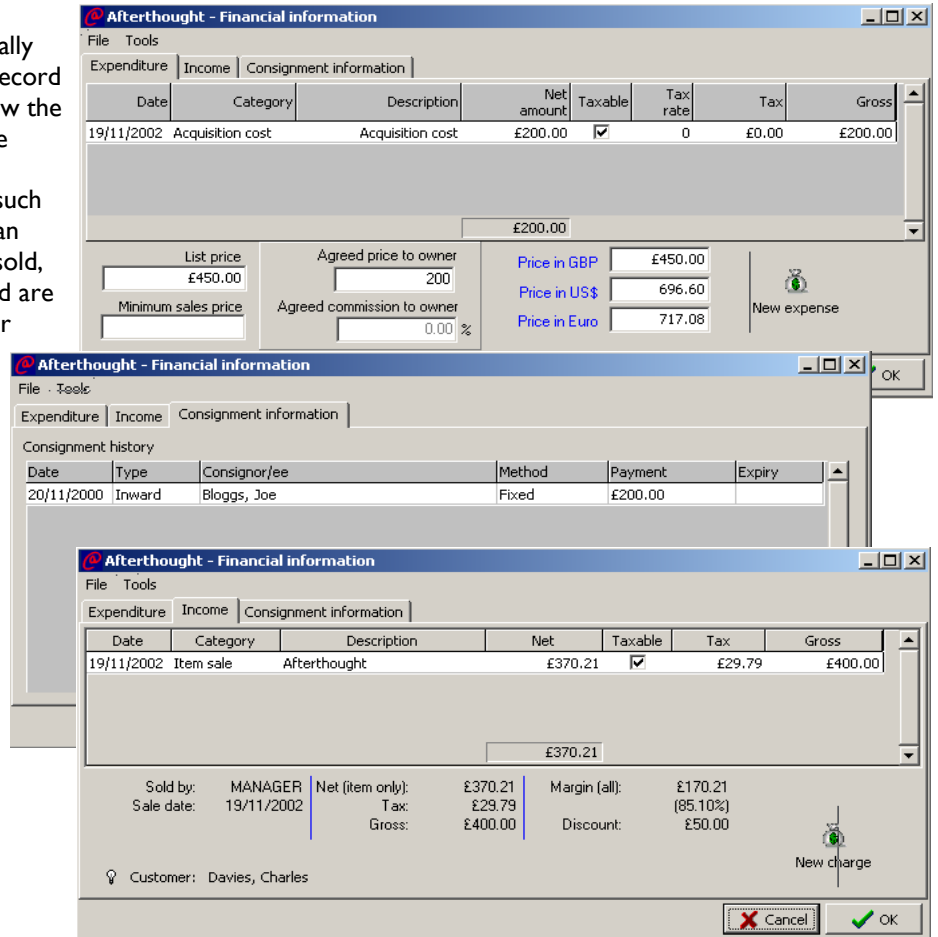 ally
ecord
w the
e
such
an
sold,
d are
r
Afterthought - Financial information
File Tools
Expenditure Income Consignment information
Date Category Description Net amount Taxable Tax rate Tax Gross
19/11/2002 Acquisition cost Acquisition cost £200.00 0 £0.00 £200.00
£200.00
List price Agreed price to owner Price in GBP £450.00
£450.00 200 Price in US$ 696.60
Minimum sales price Agreed commission to owner New expense
0.00 % Price in Euro 717.08
OK
Afterthought - Financial information
File Tools
Expenditure Income Consignment information
Consignment history
Date Type Consignor/ee Method Payment Expiry
20/11/2000 Inward Bloggs, Joe Fixed £200.00
Afterthought - Financial information
File Tools
Expenditure Income Consignment information
Date Category Description Net Taxable Tax Gross
19/11/2002 Item sale Afterthought £370.21 £29.79 £400.00
£370.21
Sold by: MANAGER Net (item only): £370.21 Margin (all): £170.21
Sale date: 19/11/2002 Tax: £29.79 (85.10%)
Gross: £400.00 Discount: £50.00
New charge
Customer: Davies, Charles
Cancel OK